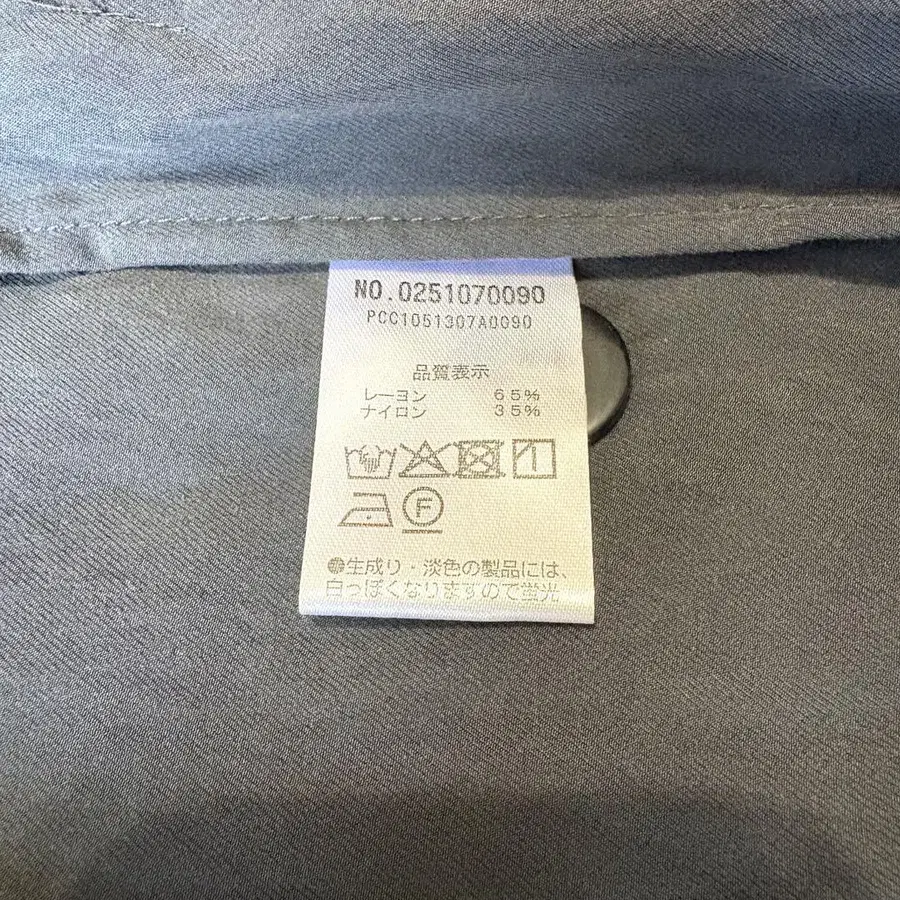 NO.0251070090
PCC1051307A0090
品質表示
レーヨン 65%
ナイロン 35%
F
●生成り・淡色の製品には、
白っぽくなりますので蛍光